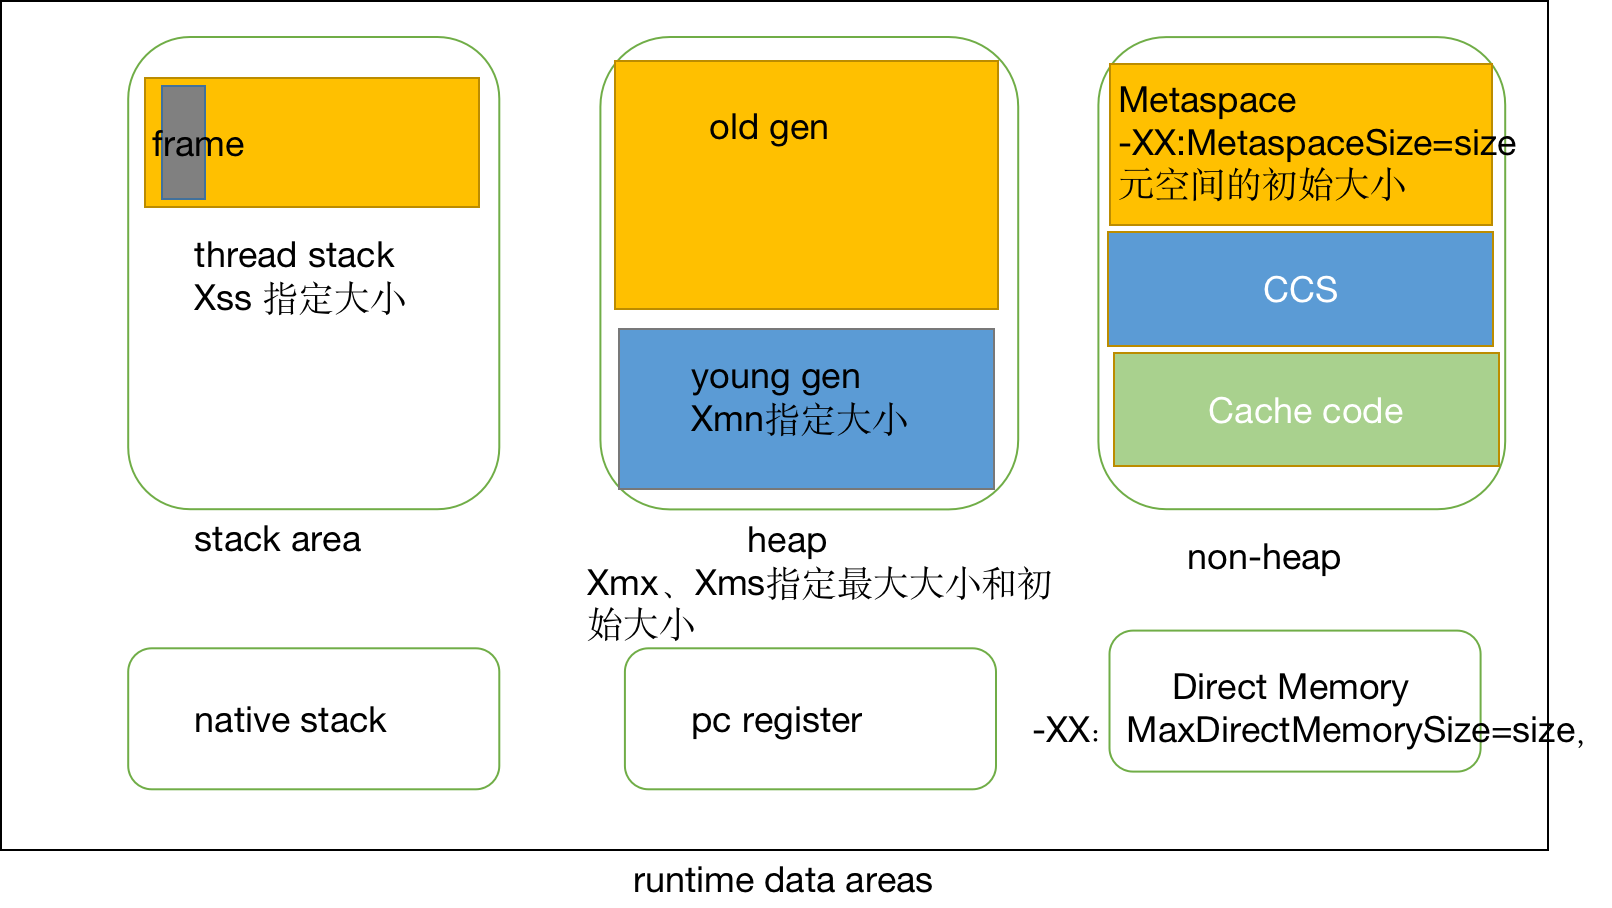 frame
thread stack
Xss 指定大小
stack area
old gen
young gen
Xmn指定大小
heap
Xmx、Xms指定最大大小和初
始大小
Metaspace
-XX:MetaspaceSize=size
元空间的初始大小
CCS
Cache code
non-heap
native stack
pc register
Direct Memory
-XX： MaxDirectMemorySize=size,
runtime data areas